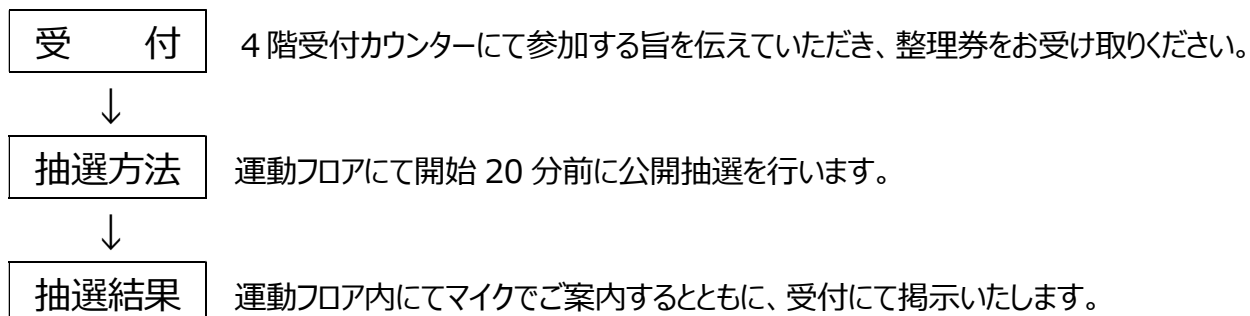 受　　付　４階受付カウンターにて参加する旨を伝えていただき、整理券をお受け取りください。
↓
抽選方法　運動フロアにて開始 20 分前に公開抽選を行います。
↓
抽選結果　運動フロア内にてマイクでご案内するとともに、受付にて掲示いたします。